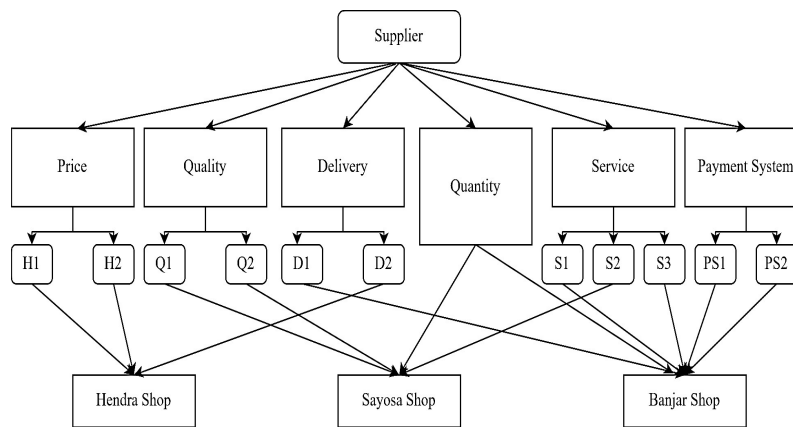 Supplier
Price
Quality
Delivery
Quantity
Service
Payment System
H1
H2
Q1
Q2
D1
D2
S1
S2
S3
PS1
PS2
Hendra Shop
Sayosa Shop
Banjar Shop